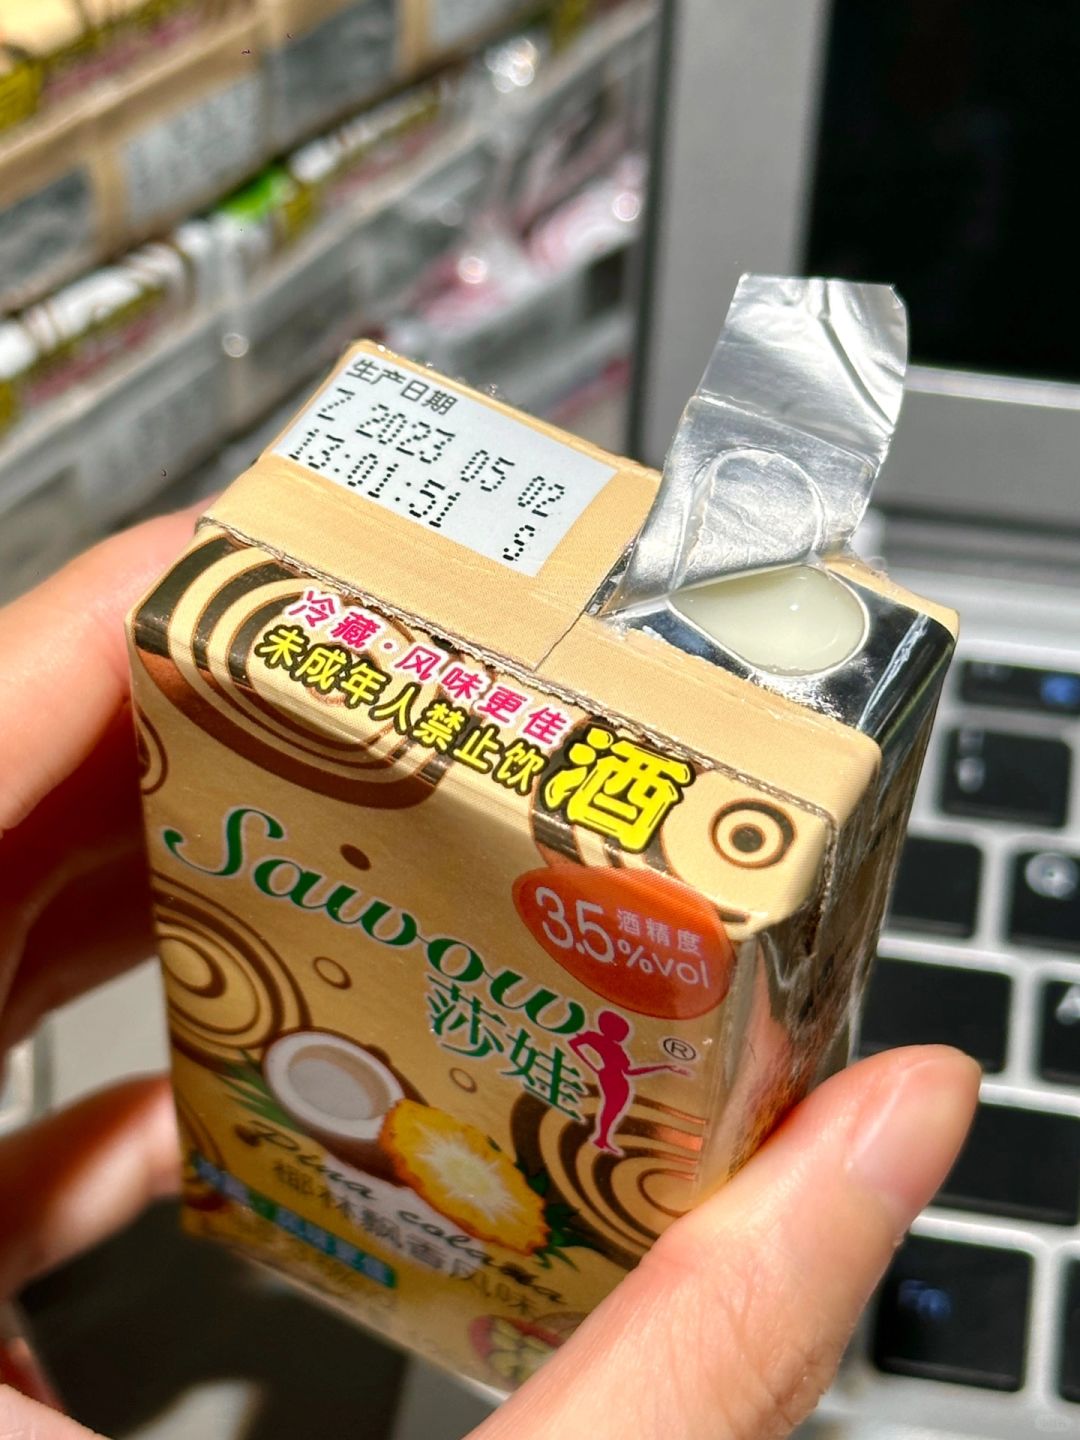 生产日期
Z 2023 05 02
13:01:51 S
冷藏·风味更佳
未成年人禁止饮酒
Sawow
莎娃®
3.5%vol
酒精度
Pina colada
椰林飘香风味
Fn